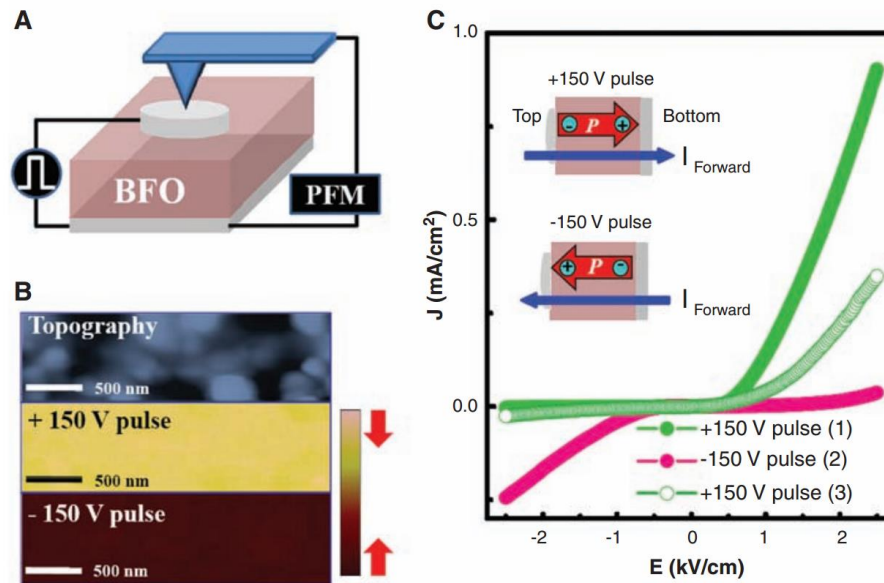 A
BFO
PFM
B
Topography
500 nm
+ 150 V pulse
500 nm
- 150 V pulse
500 nm
C
1.0
0.5
0.0
J (mA/cm²)
+150 V pulse
Top
- P +
Bottom
I Forward
-150 V pulse
+ P -
I Forward
+150 V pulse (1)
-150 V pulse (2)
+150 V pulse (3)
-2 -1 0 1 2
E (kV/cm)